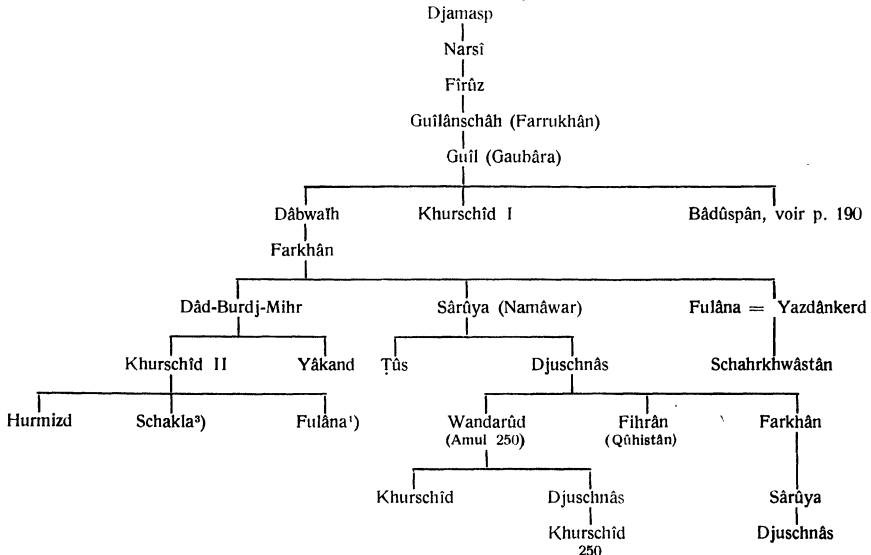 Djamasp
Narsî
Fîrûz
Guîlânschâh (Farrukhân)
Guîl (Gaubâra)
Dâbwaîh Khurschîd I Bâdûspân, voir p. 190
Farkhân
Dâd-Burdj-Mihr Sârûya (Namâwar) Fulâna = Yazdânkerd
Khurschîd II Yâkand Ṭûs Djuschnâs Schahrkhwâstân
Hurmizd Schakla³) Fulâna¹) Wandarûd Fihrân Farkhân
(Amul 250) (Qûhistân)
Khurschîd Djuschnâs Sârûya
Khurschîd Djuschnâs
250